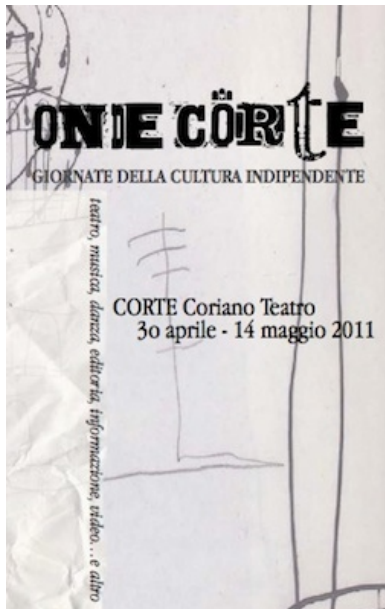 ONDE CORTE
GIORNATE DELLA CULTURA INDIPENDENTE
teatro, musica, danza, editoria, informazione, video... e altro
CORTE Coriano Teatro
30 aprile - 14 maggio 2011